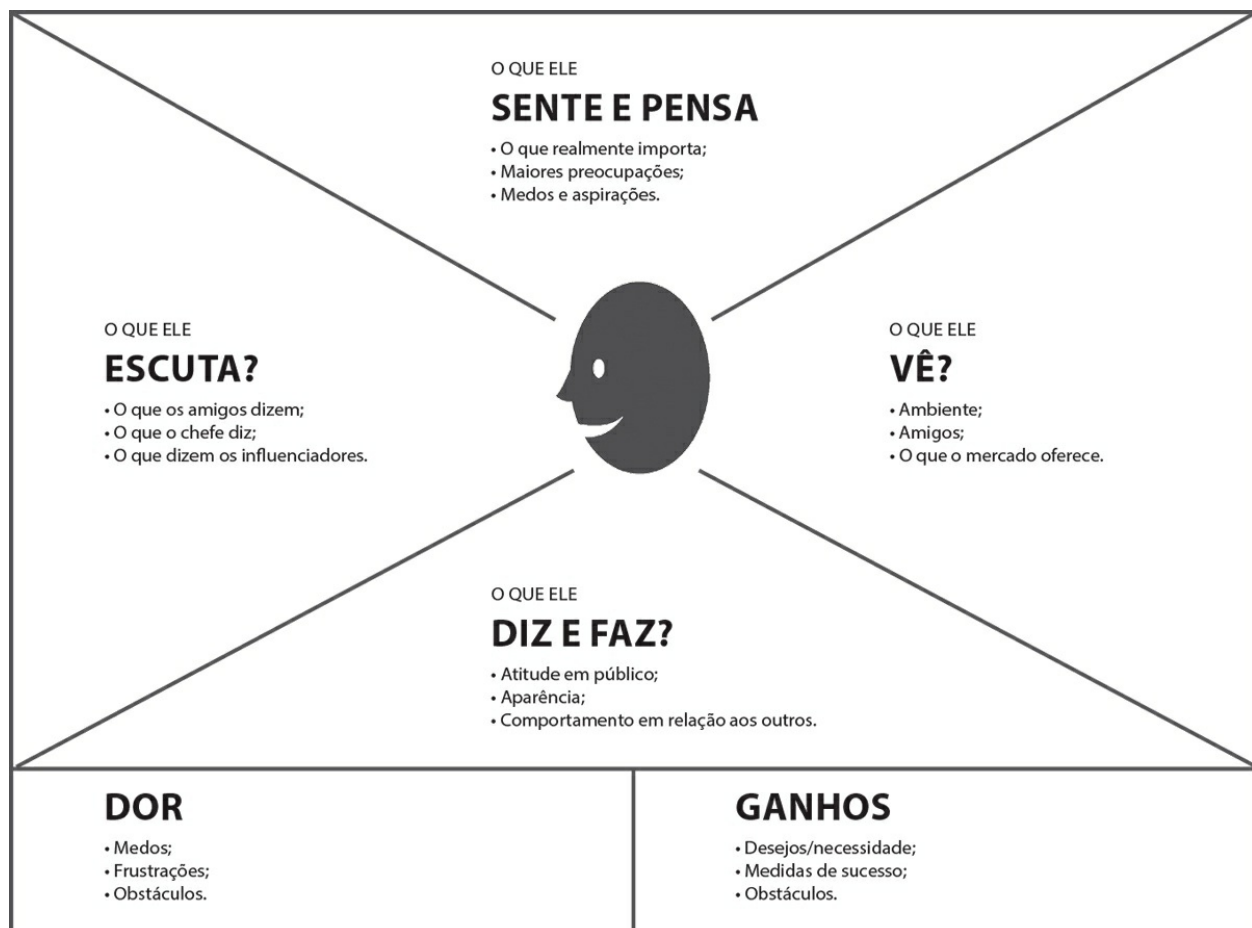 O QUE ELE
SENTE E PENSA
• O que realmente importa;
• Maiores preocupações;
• Medos e aspirações.
O QUE ELE
ESCUTA?
• O que os amigos dizem;
• O que o chefe diz;
• O que dizem os influenciadores.
O QUE ELE
VÊ?
• Ambiente;
• Amigos;
• O que o mercado oferece.
O QUE ELE
DIZ E FAZ?
• Atitude em público;
• Aparência;
• Comportamento em relação aos outros.
DOR
• Medos;
• Frustrações;
• Obstáculos.
GANHOS
• Desejos/necessidade;
• Medidas de sucesso;
• Obstáculos.